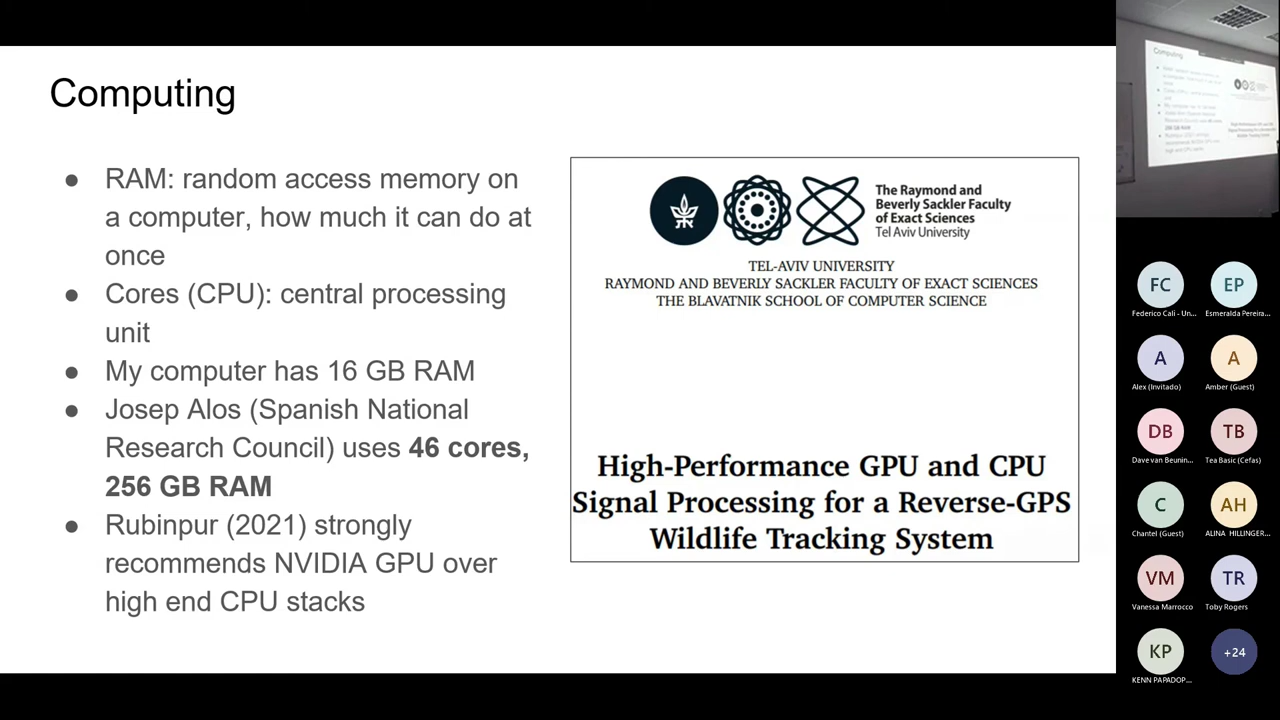 Computing
● RAM: random access memory on
a computer, how much it can do at
once
● Cores (CPU): central processing
unit
● My computer has 16 GB RAM
● Josep Alos (Spanish National
Research Council) uses 46 cores,
256 GB RAM
● Rubinpur (2021) strongly
recommends NVIDIA GPU over
high end CPU stacks
The Raymond and
Beverly Sackler Faculty
of Exact Sciences
Tel Aviv University
TEL-AVIV UNIVERSITY
RAYMOND AND BEVERLY SACKLER FACULTY OF EXACT SCIENCES
THE BLAVATNIK SCHOOL OF COMPUTER SCIENCE
High-Performance GPU and CPU
Signal Processing for a Reverse-GPS
Wildlife Tracking System
Computing
256 GB RAM
FC
Federico Cali - Un...
EP
Esmeralda Pereira...
A
Alex (Invitado)
A
Amber (Guest)
DB
Dave van Beunin...
TB
Tea Basic (Cefas)
C
Chantel (Guest)
AH
ALINA HILLINGER...
VM
Vanessa Marrocco
TR
Toby Rogers
KP
KENN PAPADOP...
+24